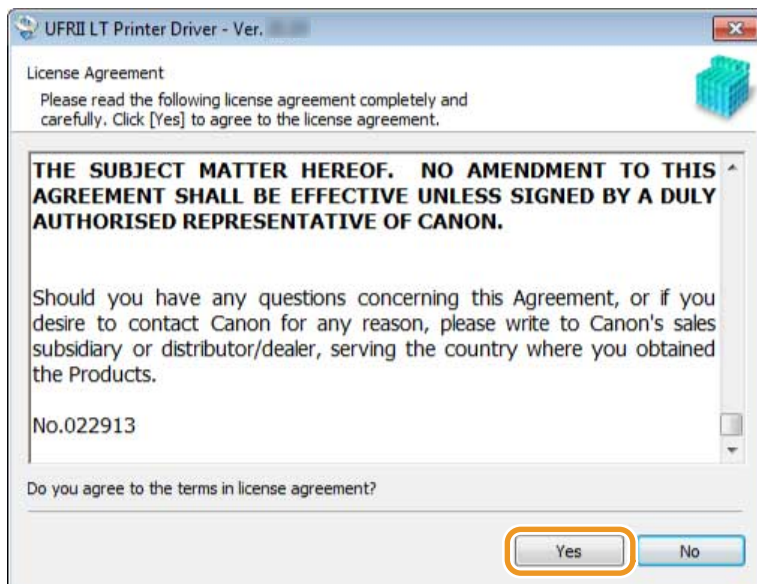 UFRII LT Printer Driver - Ver.
License Agreement
Please read the following license agreement completely and
carefully. Click [Yes] to agree to the license agreement.
THE SUBJECT MATTER HEREOF. NO AMENDMENT TO THIS
AGREEMENT SHALL BE EFFECTIVE UNLESS SIGNED BY A DULY
AUTHORISED REPRESENTATIVE OF CANON.
Should you have any questions concerning this Agreement, or if you
desire to contact Canon for any reason, please write to Canon's sales
subsidiary or distributor/dealer, serving the country where you obtained
the Products.
No.022913
Do you agree to the terms in license agreement?
Yes
No